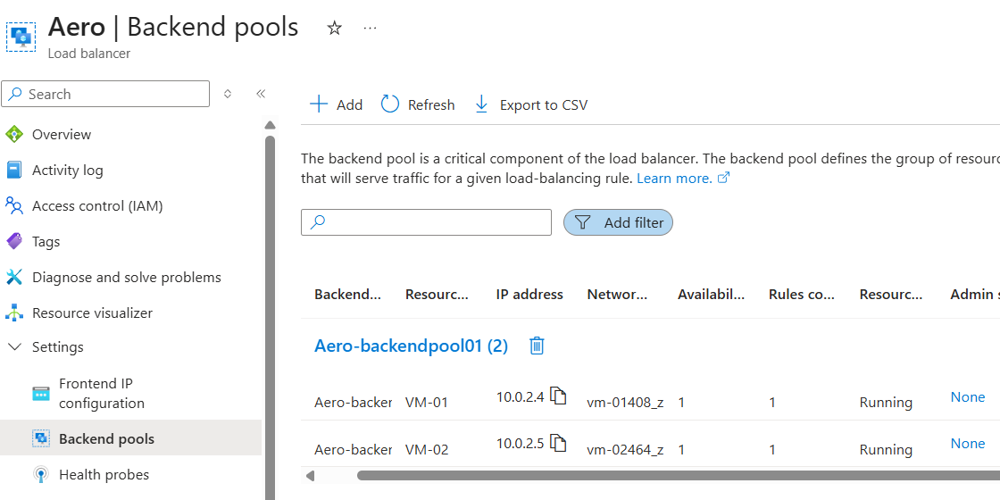 Aero | Backend pools
Load balancer
Search
Add
Refresh
Export to CSV
Overview
Activity log
Access control (IAM)
Tags
Diagnose and solve problems
Resource visualizer
Settings
Frontend IP
configuration
Backend pools
Health probes
The backend pool is a critical component of the load balancer. The backend pool defines the group of resourc
that will serve traffic for a given load-balancing rule. Learn more.
Add filter
Backend... Resourc... IP address Networ... Availabil... Rules co... Resourc... Admin s
Aero-backendpool01 (2)
Aero-backer VM-01 10.0.2.4 vm-01408_z 1 1 Running None
Aero-backer VM-02 10.0.2.5 vm-02464_z 1 1 Running None